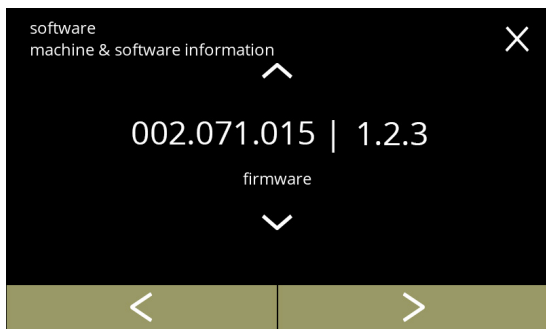 software
machine & software information
002.071.015 | 1.2.3
firmware